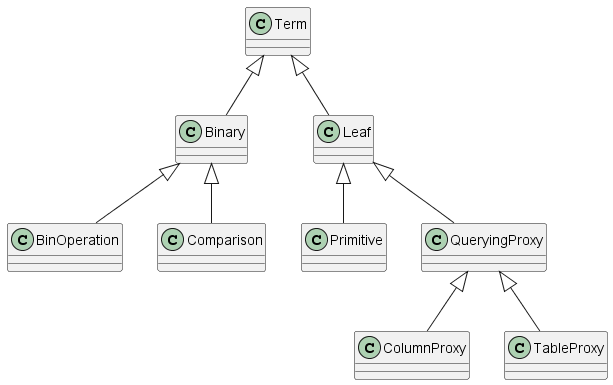 C Term
C Binary
C Leaf
C BinOperation
C Comparison
C Primitive
C QueryingProxy
C ColumnProxy
C TableProxy